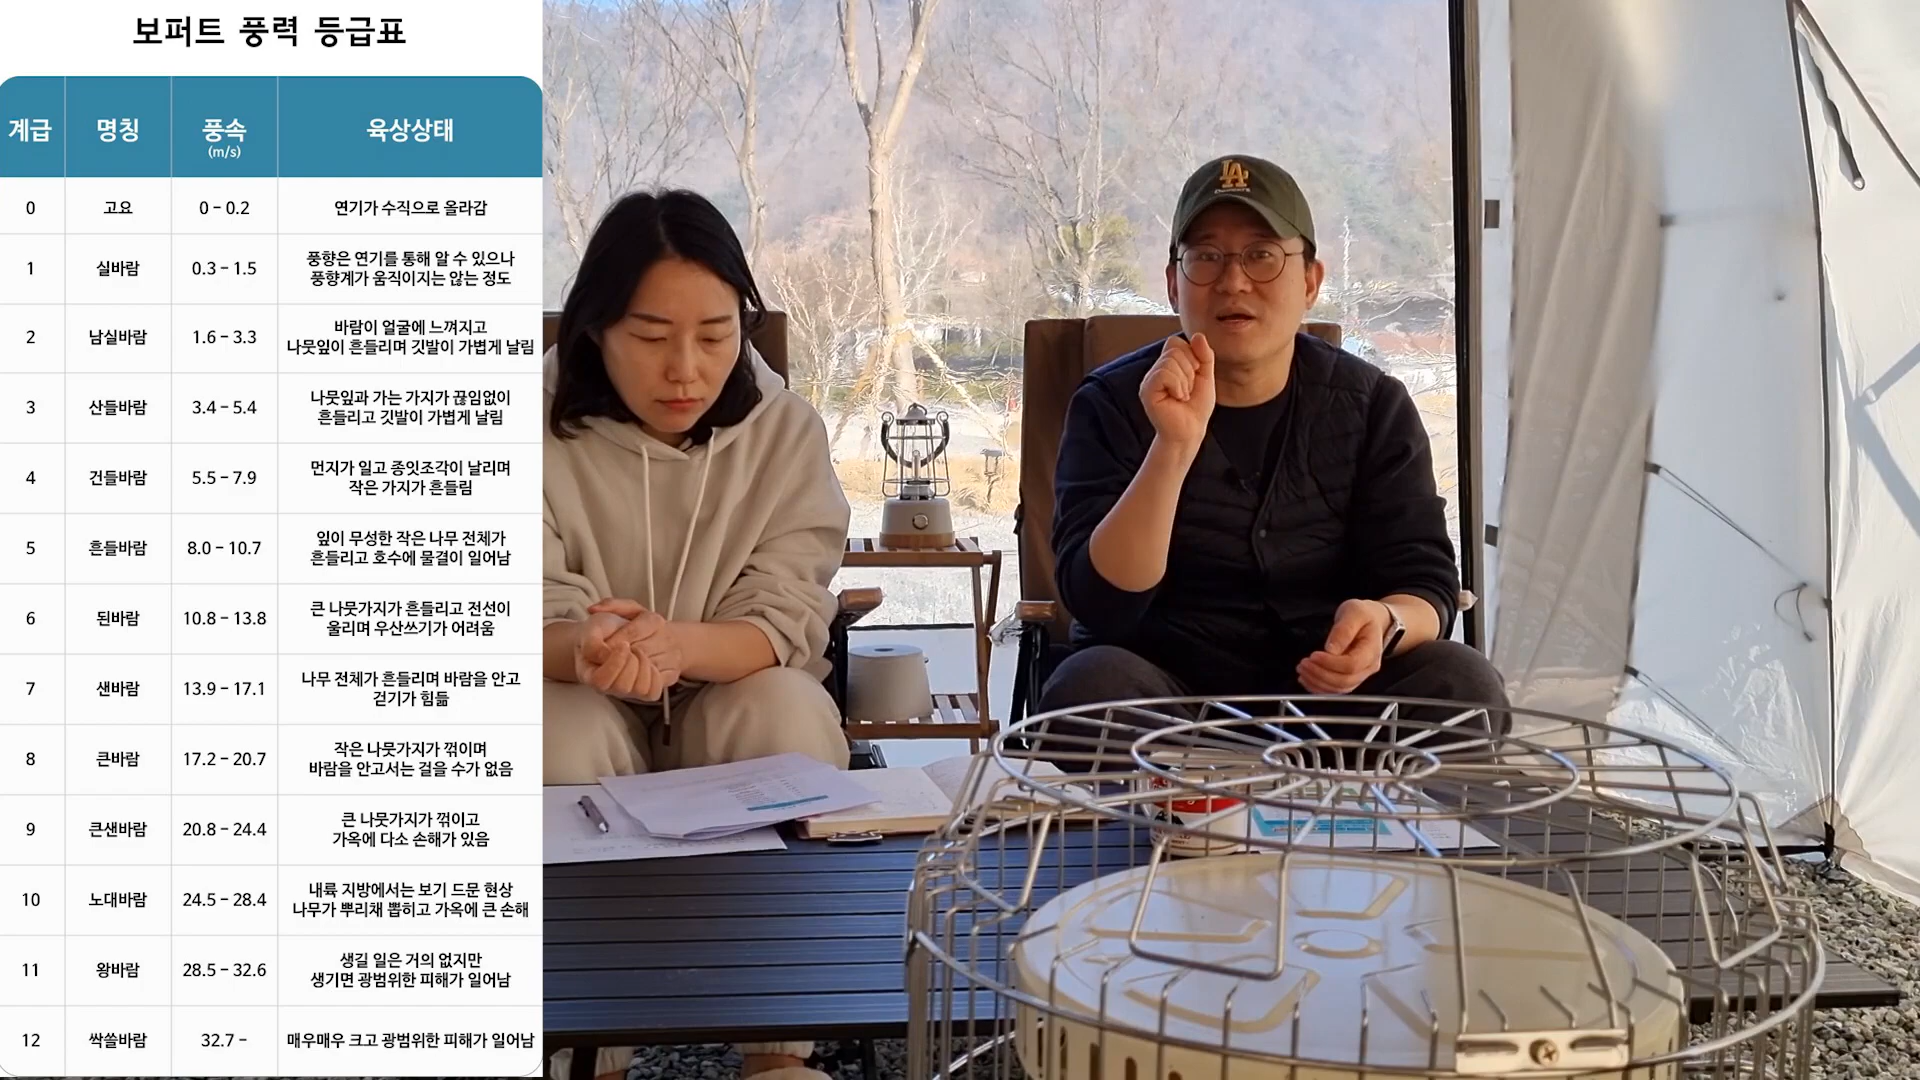 보퍼트 풍력 등급표
계급 명칭 풍속 육상상태
(m/s)
0 고요 0 – 0.2 연기가 수직으로 올라감
1 실바람 0.3 – 1.5 풍향은 연기를 통해 알 수 있으나
풍향계가 움직이지는 않는 정도
2 남실바람 1.6 – 3.3 바람이 얼굴에 느껴지고
나뭇잎이 흔들리며 깃발이 가볍게 날림
3 산들바람 3.4 – 5.4 나뭇잎과 가는 가지가 끊임없이
흔들리고 깃발이 가볍게 날림
4 건들바람 5.5 – 7.9 먼지가 일고 종잇조각이 날리며
작은 가지가 흔들림
5 흔들바람 8.0 – 10.7 잎이 무성한 작은 나무 전체가
흔들리고 호수에 물결이 일어남
6 된바람 10.8 – 13.8 큰 나뭇가지가 흔들리고 전선이
울리며 우산쓰기가 어려움
7 샌바람 13.9 – 17.1 나무 전체가 흔들리며 바람을 안고
걷기가 힘듦
8 큰바람 17.2 – 20.7 작은 나뭇가지가 꺾이며
바람을 안고서는 걸을 수가 없음
9 큰샌바람 20.8 – 24.4 큰 나뭇가지가 꺾이고
가옥에 다소 손해가 있음
10 노대바람 24.5 – 28.4 내륙 지방에서는 보기 드문 현상
나무가 뿌리채 뽑히고 가옥에 큰 손해
11 왕바람 28.5 – 32.6 생길 일은 거의 없지만
생기면 광범위한 피해가 일어남
12 싹쓸바람 32.7 – 매우매우 크고 광범위한 피해가 일어남
LA